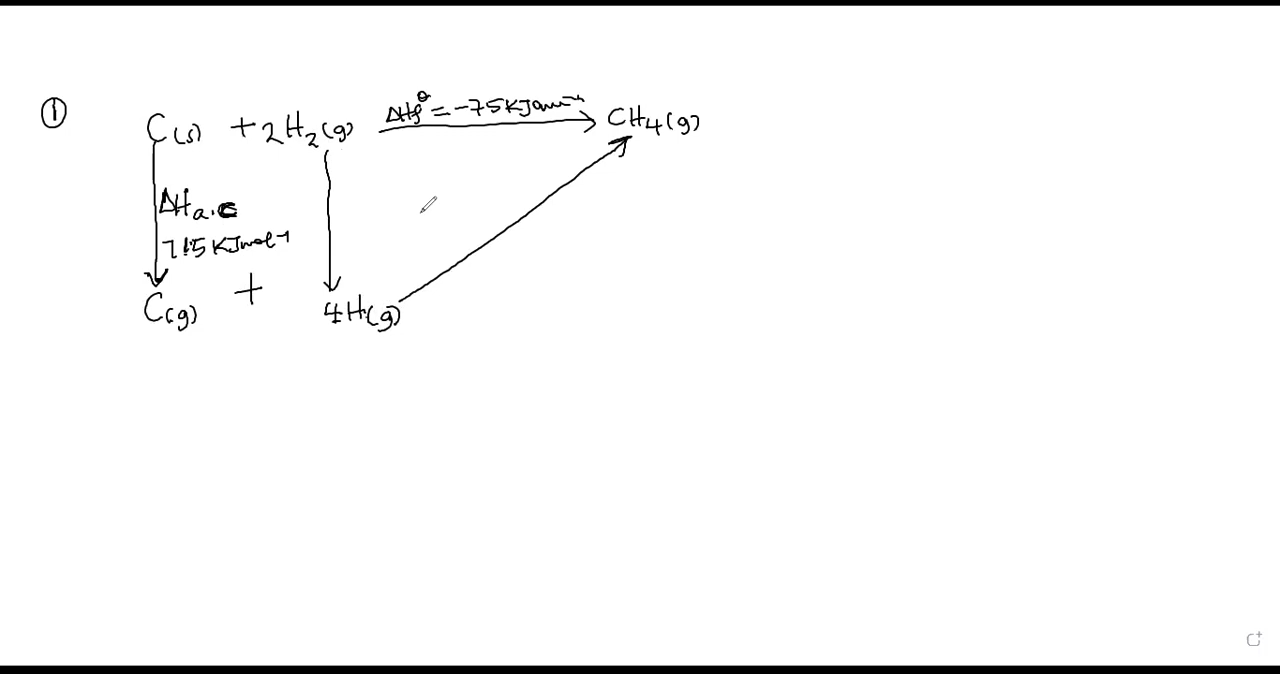 ①
ΔHf^θ = -75KJmol⁻¹
C(s) + 2H₂(g) → CH₄(g)
ΔHa.C
715KJmol⁻¹
C(g) + 4H(g)